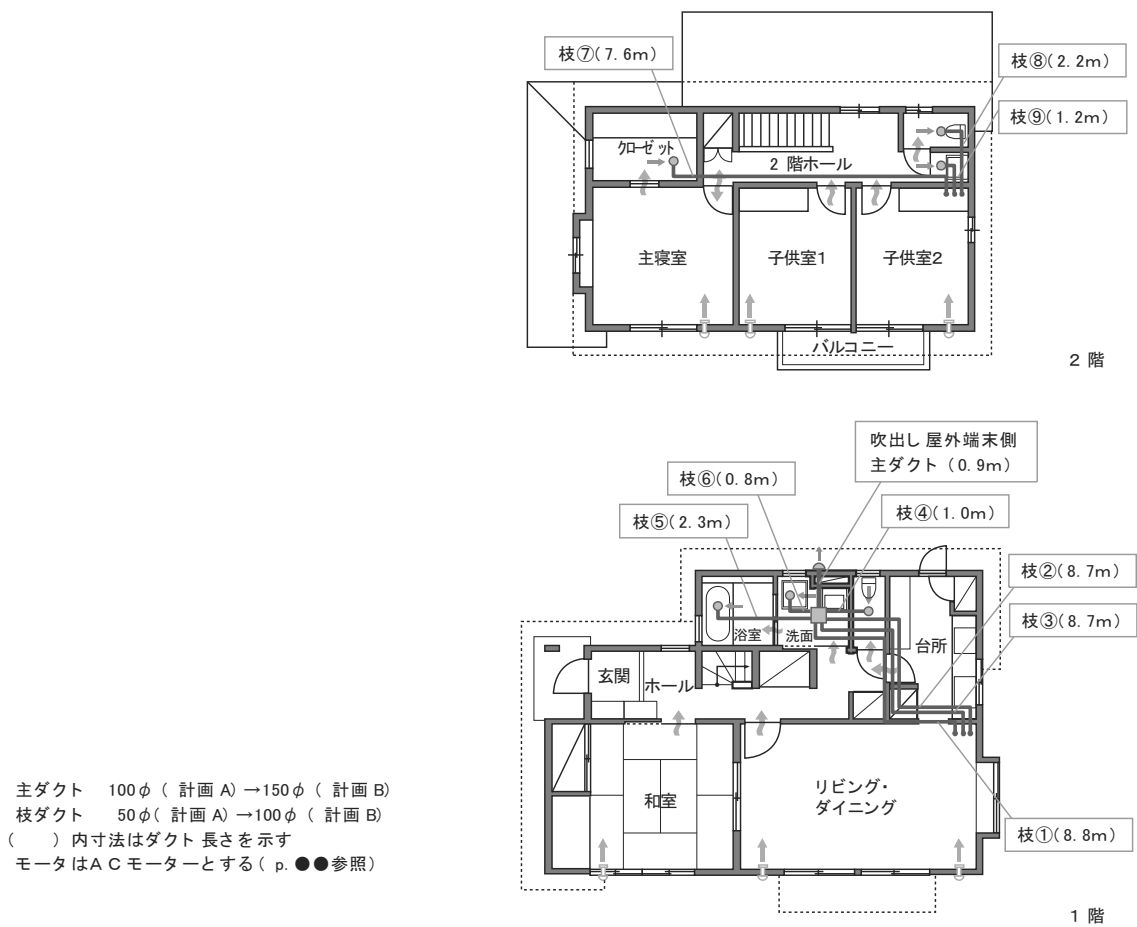 枝⑦(7.6m)
枝⑧(2.2m)
枝⑨(1.2m)
クローゼット
2 階ホール
主寝室
子供室1
子供室2
バルコニー
2 階
吹出し 屋外端末側
主ダクト (0.9m)
枝⑥(0.8m)
枝⑤(2.3m)
枝④(1.0m)
枝②(8.7m)
枝③(8.7m)
浴室
洗面
台所
玄関
ホール
和室
リビング・
ダイニング
枝①(8.8m)
1 階
主ダクト 100φ ( 計画 A) →150φ ( 計画 B)
枝ダクト 50φ( 計画 A) →100φ ( 計画 B)
( ) 内寸法はダクト 長さを示す
モータはAC モーターとする( p. ●●参照)